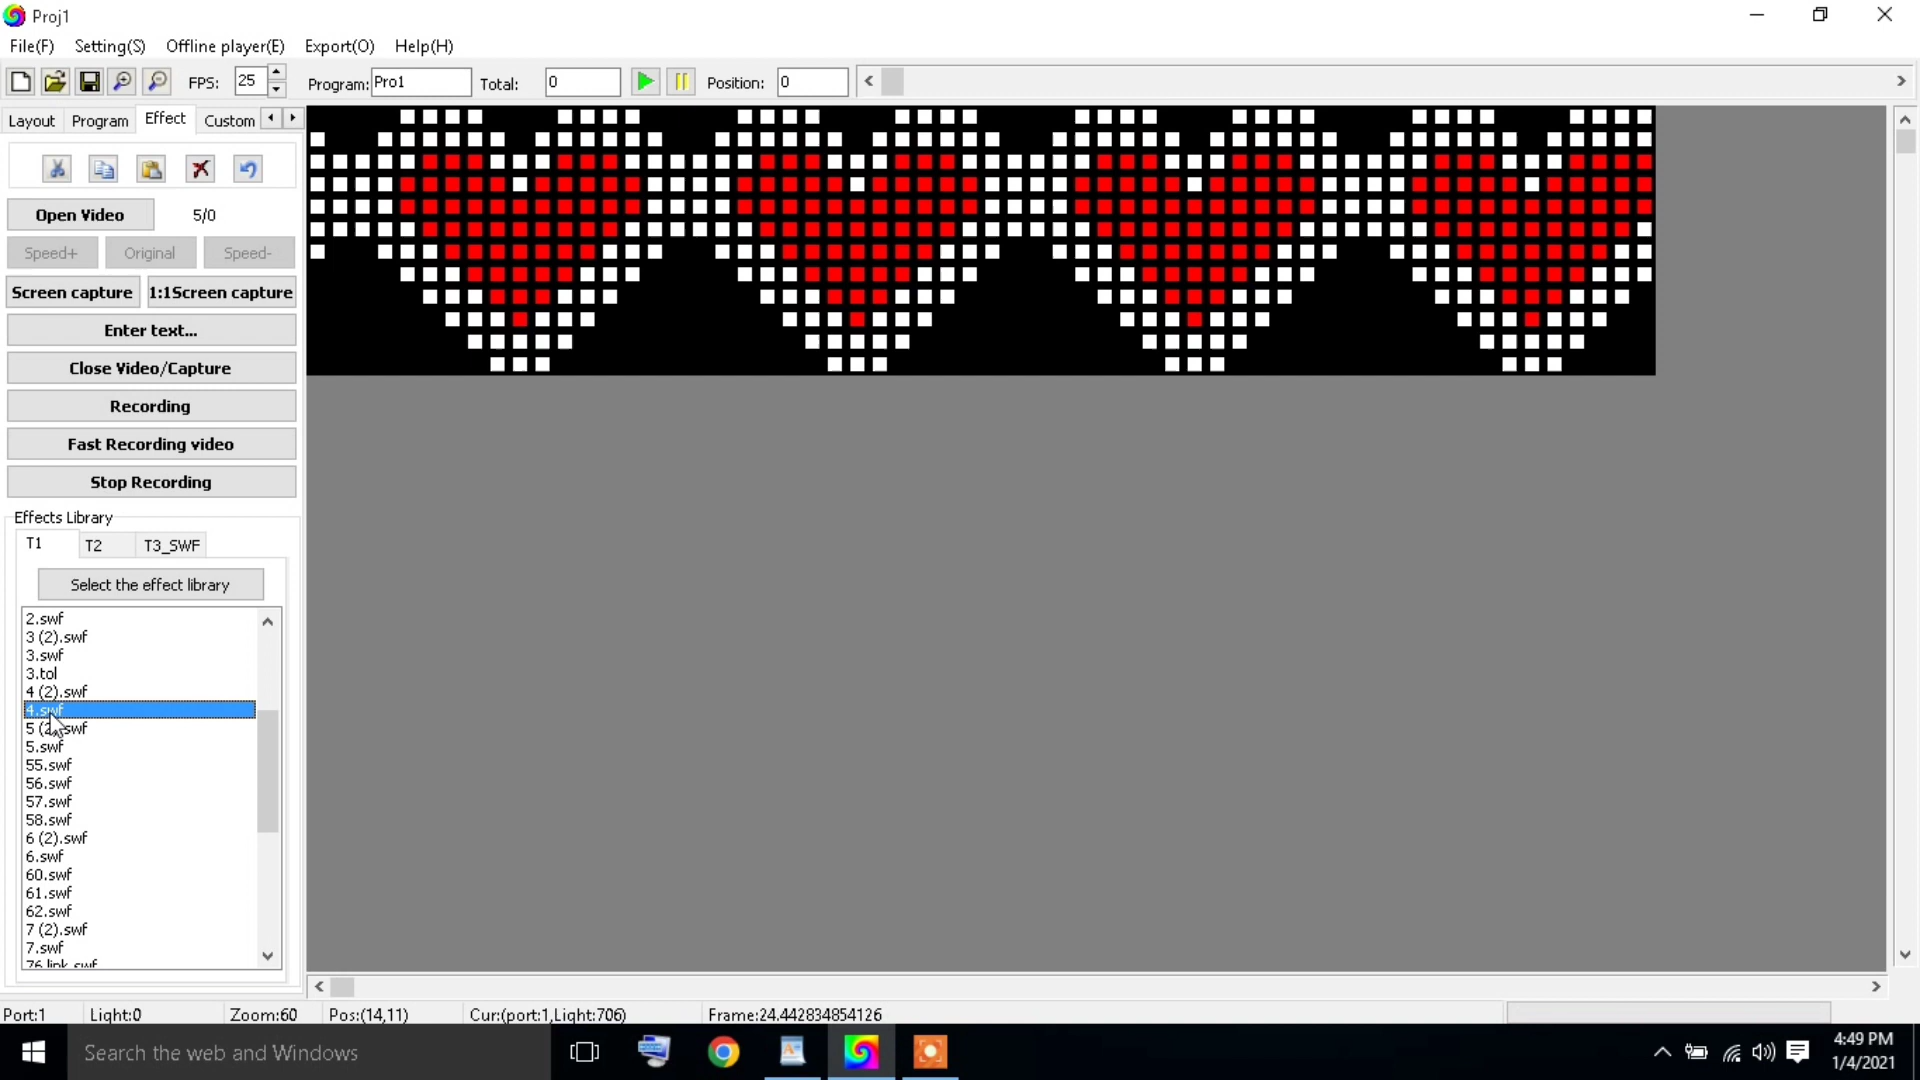 Proj1
File(F) Setting(S) Offline player(E) Export(O) Help(H)
FPS: 25 Program: Pro1 Total: 0 Position: 0
Layout Program Effect Custom
Open Video 5/0
Speed+ Original Speed-
Screen capture 1:1Screen capture
Enter text...
Close Video/Capture
Recording
Fast Recording video
Stop Recording
Effects Library
T1 T2 T3_SWF
Select the effect library
2.swf
3 (2).swf
3.swf
3.tol
4 (2).swf
4.swf
5 (2).swf
5.swf
55.swf
56.swf
57.swf
58.swf
6 (2).swf
6.swf
60.swf
61.swf
62.swf
7 (2).swf
7.swf
76 link.swf
Port:1 Light:0 Zoom:60 Pos:(14,11) Cur:(port:1,Light:706) Frame:24.442834854126
Search the web and Windows
4:49 PM
1/4/2021